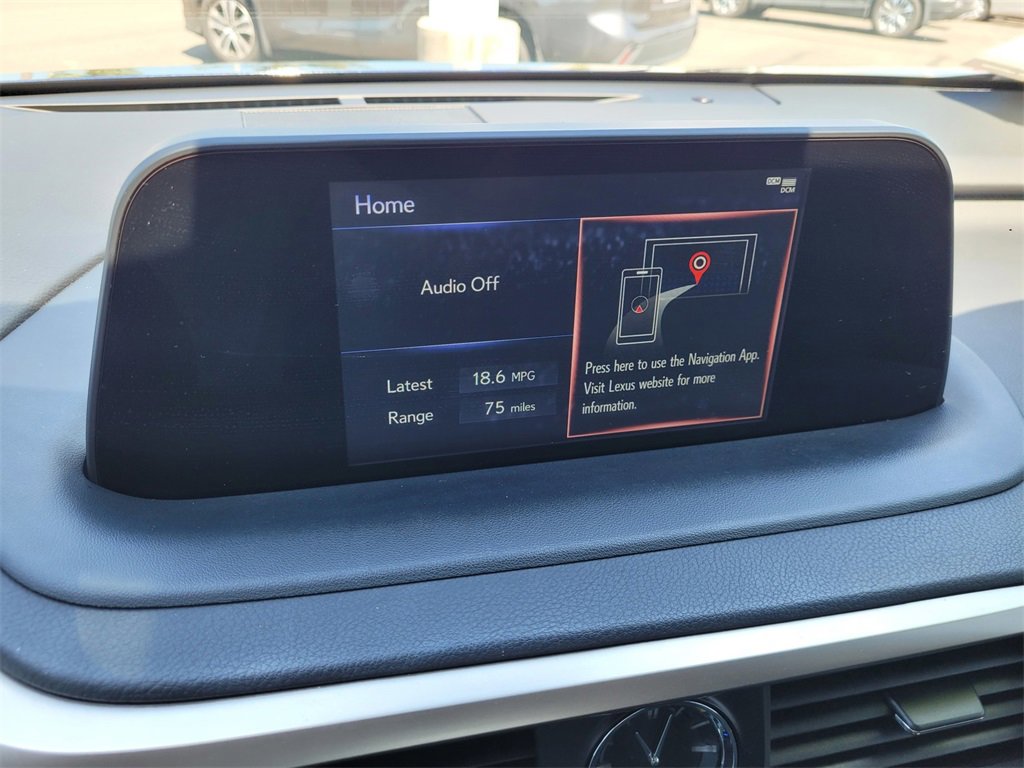 Home
DCM
DCM
Audio Off
Latest 18.6 MPG
Range 75 miles
Press here to use the Navigation App.
Visit Lexus website for more
information.